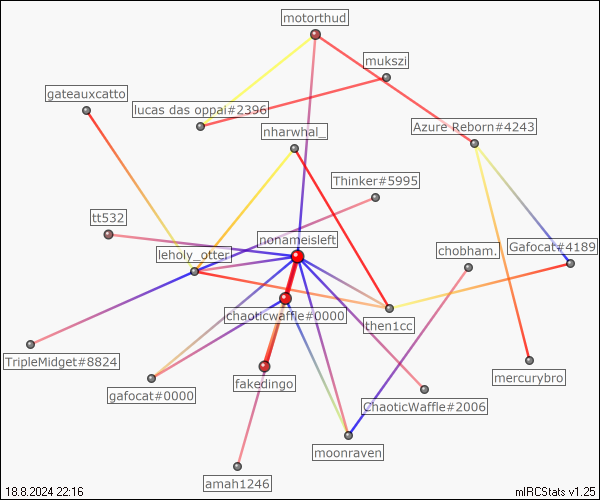 motorthud
mukszi
gateauxcatto
lucas das oppai#2396
nharwhal_
Azure Reborn#4243
Thinker#5995
tt532
nonameisleft
leholy_otter
chobham.
Gafocat#4189
chaoticwaffle#0000
then1cc
TripleMidget#8824
fakedingo
mercurybro
gafocat#0000
ChaoticWaffle#2006
moonraven
amah1246
18.8.2024 22:16
mIRCStats v1.25